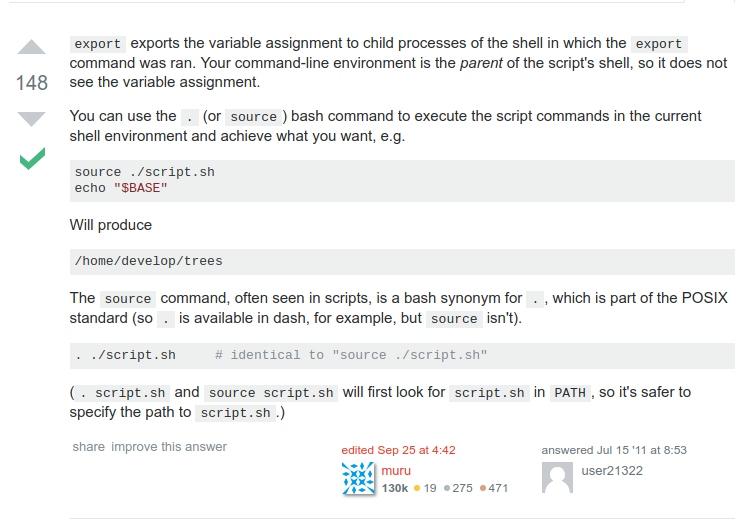 export exports the variable assignment to child processes of the shell in which the export
148
command was ran. Your command-line environment is the parent of the script's shell, so it does not
see the variable assignment.
You can use the . (or source ) bash command to execute the script commands in the current
shell environment and achieve what you want, e.g.
source ./script.sh
echo "$BASE"
Will produce
/home/develop/trees
The source command, often seen in scripts, is a bash synonym for . , which is part of the POSIX
standard (so . is available in dash, for example, but source isn't).
. ./script.sh     # identical to "source ./script.sh"
( . script.sh and source script.sh will first look for script.sh in PATH , so it's safer to
specify the path to script.sh .)
share improve this answer
edited Sep 25 at 4:42
muru
130k 19 275 471
answered Jul 15 '11 at 8:53
user21322